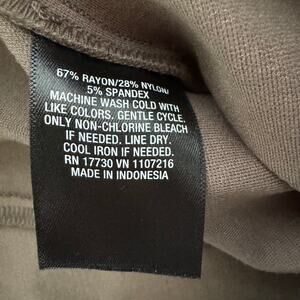 67% RAYON/28% NYLON/
5% SPANDEX
MACHINE WASH COLD WITH
LIKE COLORS. GENTLE CYCLE.
ONLY NON-CHLORINE BLEACH
IF NEEDED. LINE DRY.
COOL IRON IF NEEDED.
RN 17730 VN 1107216
MADE IN INDONESIA